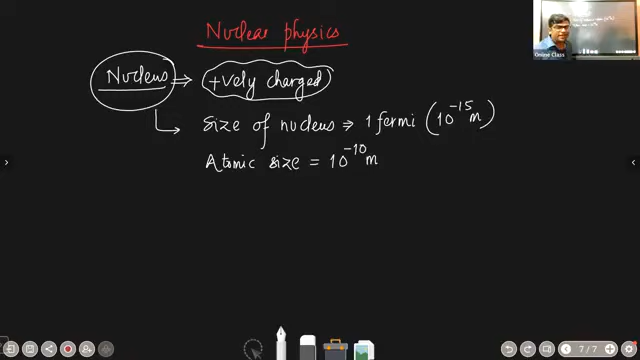 Nuclear physics
Nucleus ⇒ +vely charged
Size of nucleus ⇒ 1 fermi (10⁻¹⁵ m)
Atomic size = 10⁻¹⁰ m
Online Class
7 / 7